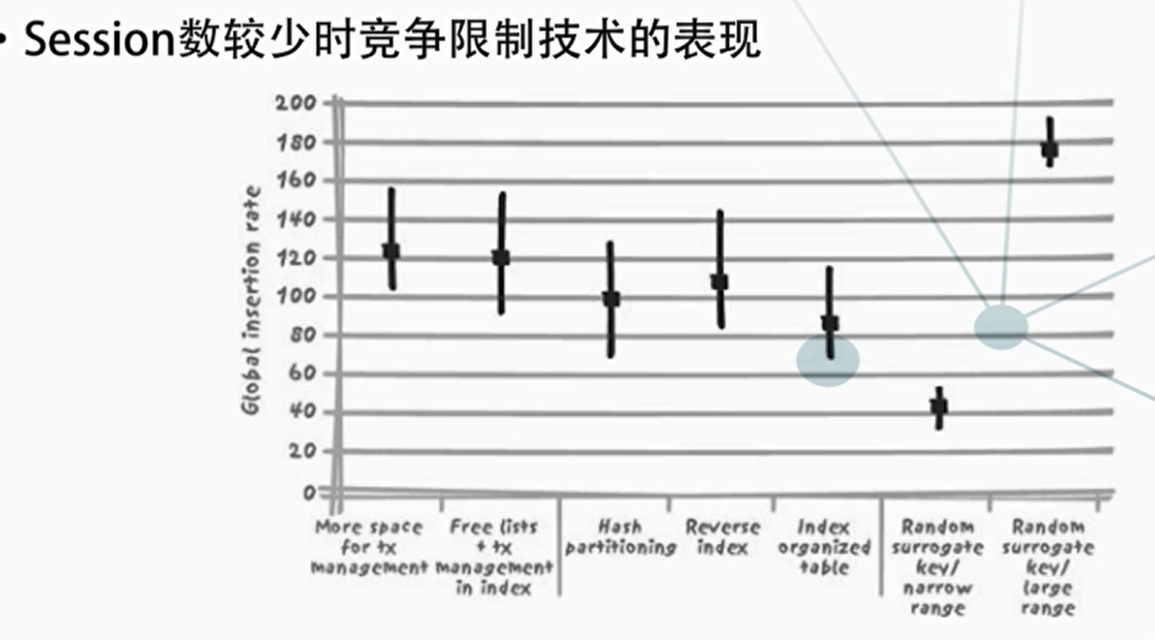 • Session数较少时竞争限制技术的表现
200
180
160
140
120
100
80
60
40
20
0
Global insertion rate
More space
for tx
management
Free lists
+ tx
management
in index
Hash
partitioning
Reverse
index
Index
organized
table
Random
surrogate
key/
narrow
range
Random
surrogate
key/
large
range